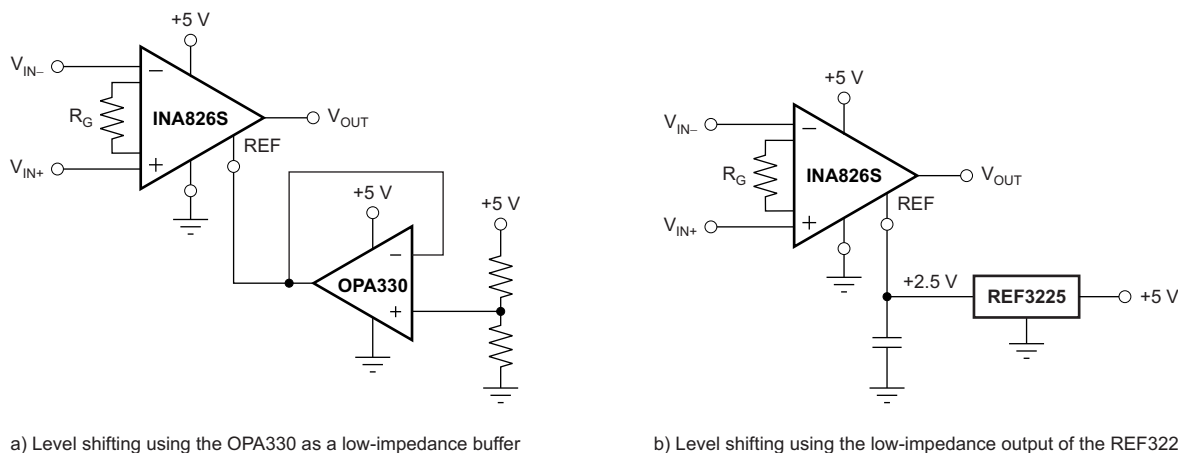 +5 V
V_IN–
–
R_G
INA826S
V_OUT
REF
V_IN+
+
+5 V
+5 V
–
OPA330
+
a) Level shifting using the OPA330 as a low-impedance buffer
+5 V
V_IN–
–
R_G
INA826S
V_OUT
REF
V_IN+
+
+2.5 V
REF3225
+5 V
b) Level shifting using the low-impedance output of the REF322